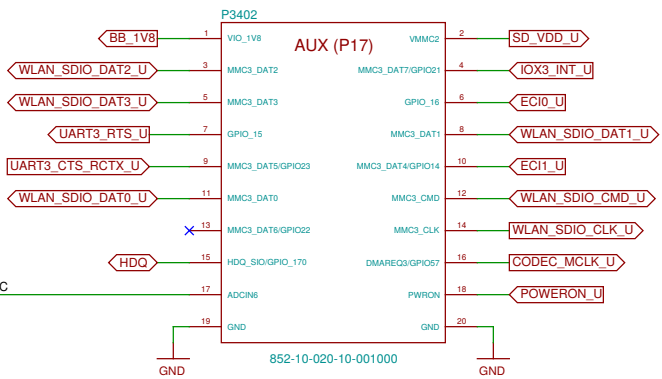 P3402
AUX (P17)
BB_1V8 1 VIO_1V8 VMMC2 2 SD_VDD_U
WLAN_SDIO_DAT2_U 3 MMC3_DAT2 MMC3_DAT7/GPIO21 4 IOX3_INT_U
WLAN_SDIO_DAT3_U 5 MMC3_DAT3 GPIO_16 6 ECI0_U
UART3_RTS_U 7 GPIO_15 MMC3_DAT1 8 WLAN_SDIO_DAT1_U
UART3_CTS_RCTX_U 9 MMC3_DAT5/GPIO23 MMC3_DAT4/GPIO14 10 ECI1_U
WLAN_SDIO_DAT0_U 11 MMC3_DAT0 MMC3_CMD 12 WLAN_SDIO_CMD_U
13 MMC3_DAT6/GPIO22 MMC3_CLK 14 WLAN_SDIO_CLK_U
HDQ 15 HDQ_SIO/GPIO_170 DMAREQ3/GPIO57 16 CODEC_MCLK_U
C 17 ADCIN6 PWRON 18 POWERON_U
19 GND GND 20
852-10-020-10-001000
GND GND